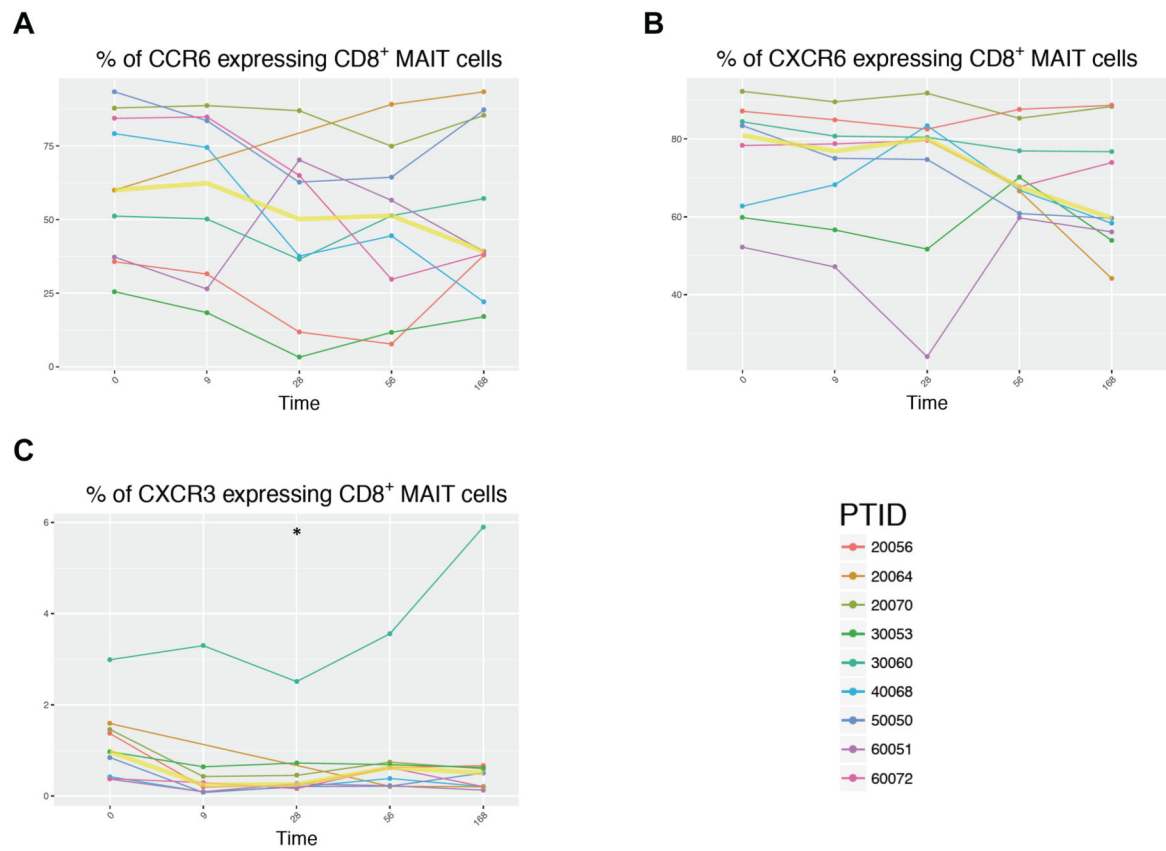 A
% of CCR6 expressing CD8⁺ MAIT cells
75
50
25
0
0 9 28 56 168
Time
B
% of CXCR6 expressing CD8⁺ MAIT cells
80
60
40
0 9 28 56 168
Time
C
% of CXCR3 expressing CD8⁺ MAIT cells
*
6
4
2
0
0 9 28 56 168
Time
PTID
20056
20064
20070
30053
30060
40068
50050
60051
60072